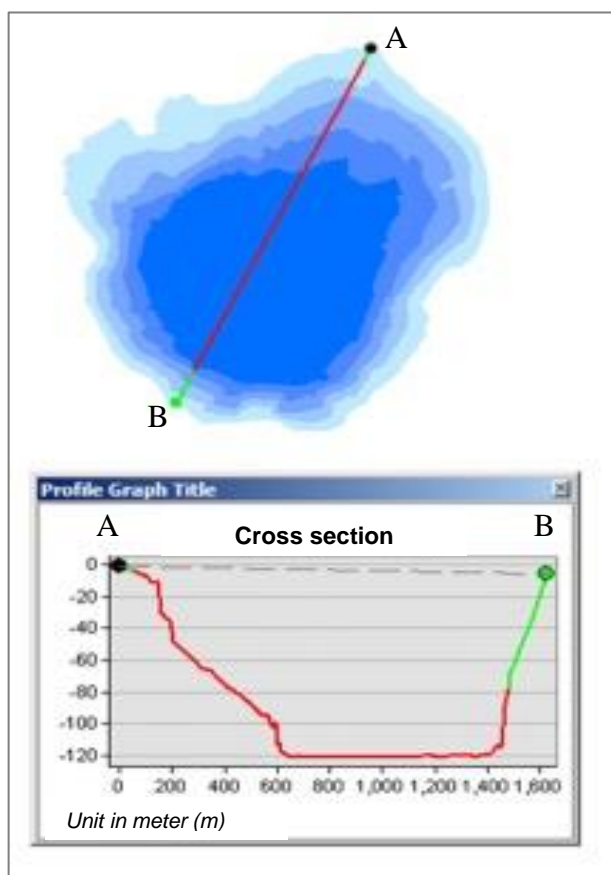 A
B
Profile Graph Title
A B
Cross section
0
-20
-40
-60
-80
-100
-120
0 200 400 600 800 1,000 1,200 1,400 1,600
Unit in meter (m)